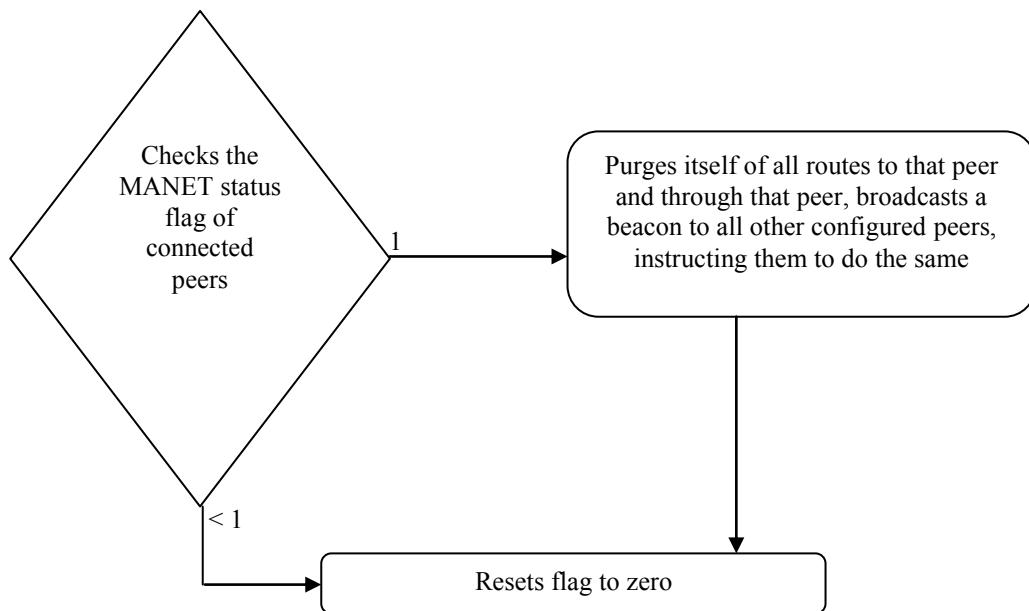 Checks the
MANET status
flag of
connected
peers
1
Purges itself of all routes to that peer
and through that peer, broadcasts a
beacon to all other configured peers,
instructing them to do the same
< 1
Resets flag to zero